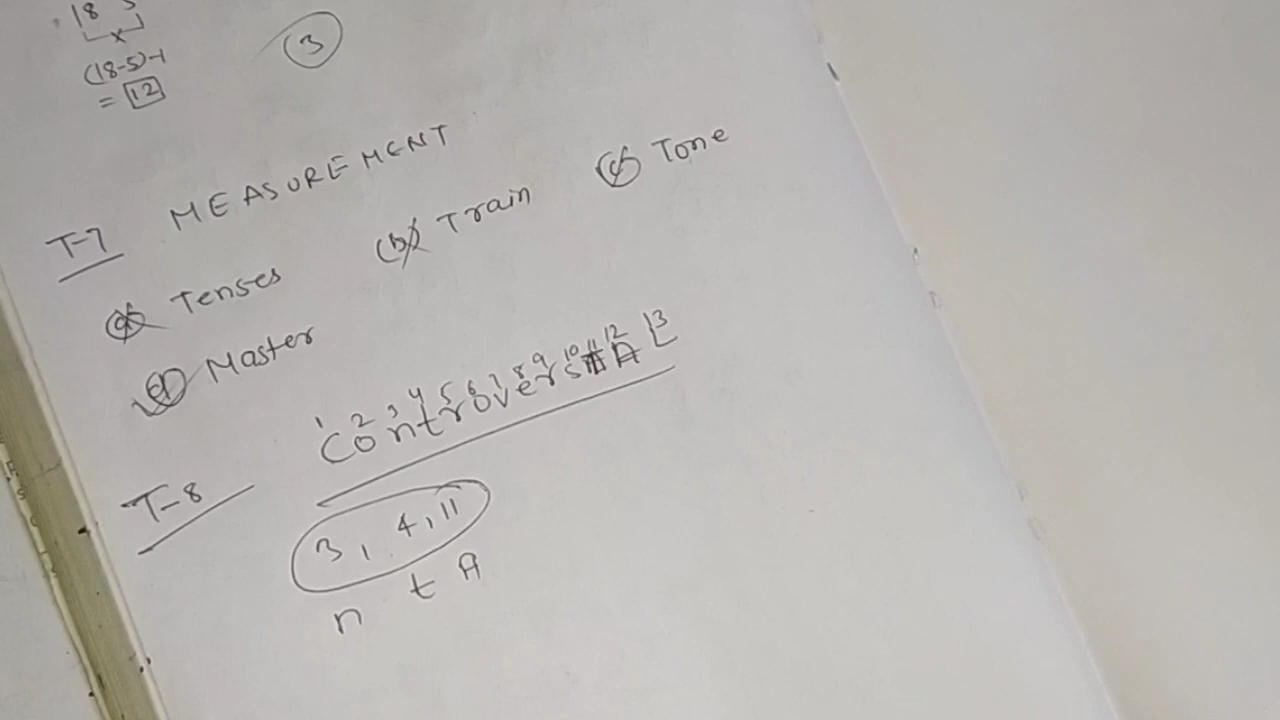 18 5
x
(18-5)-1
= 12
3
T-7 MEASUREMENT
(a) Tenses (b) Train (c) Tone
(d) Master
1 2 3 4 5 6 7 8 9 10 11 12 13
T-8 Controversial
3, 4, 11
n t A